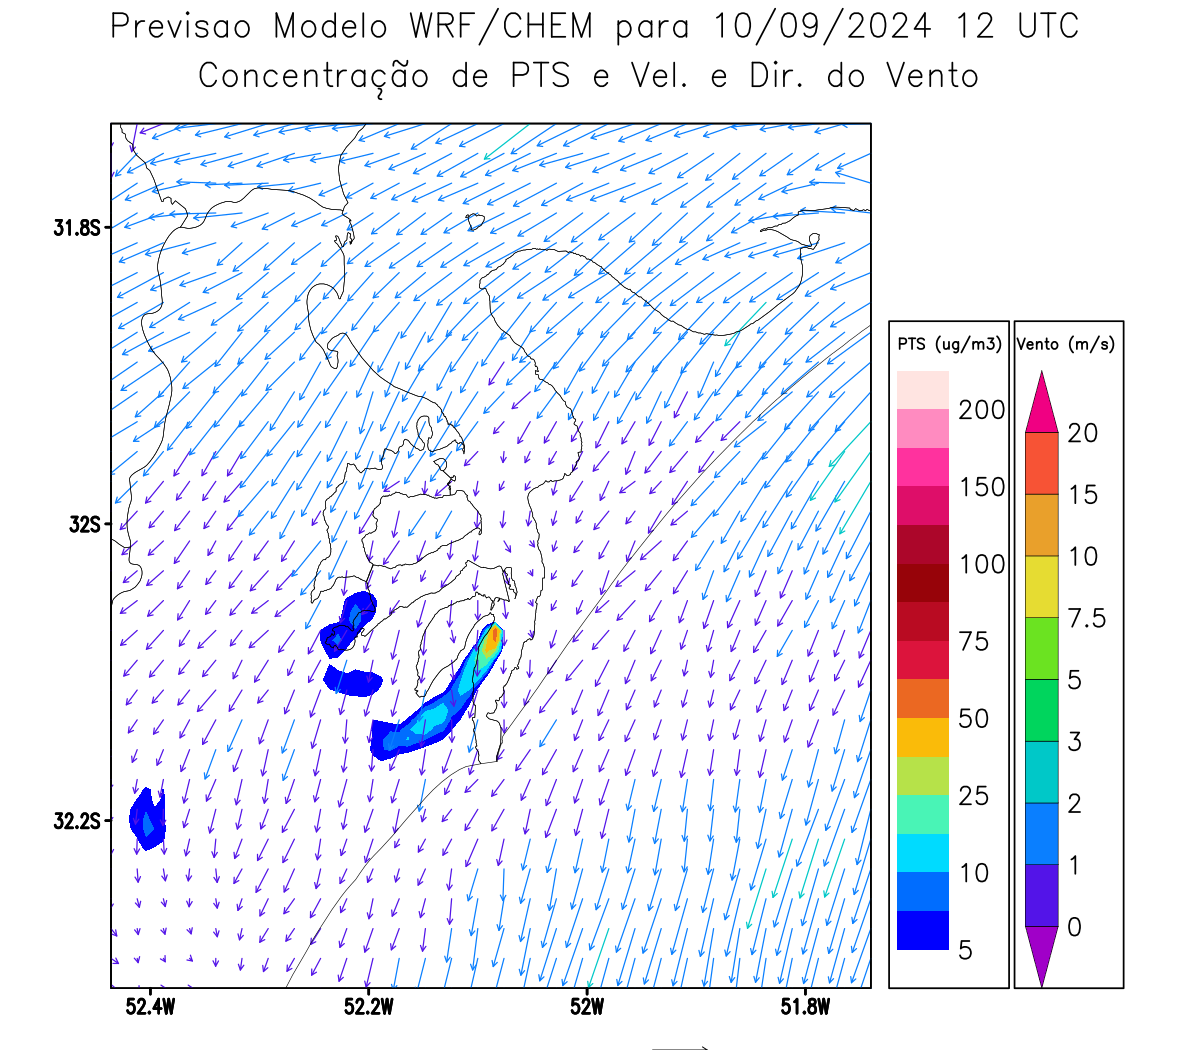 Previsao Modelo WRF/CHEM para 10/09/2024 12 UTC
Concentração de PTS e Vel. e Dir. do Vento
31.8S
32S
32.2S
52.4W
52.2W
52W
51.8W
PTS (ug/m3)
200
150
100
75
50
25
10
5
Vento (m/s)
20
15
10
7.5
5
3
2
1
0